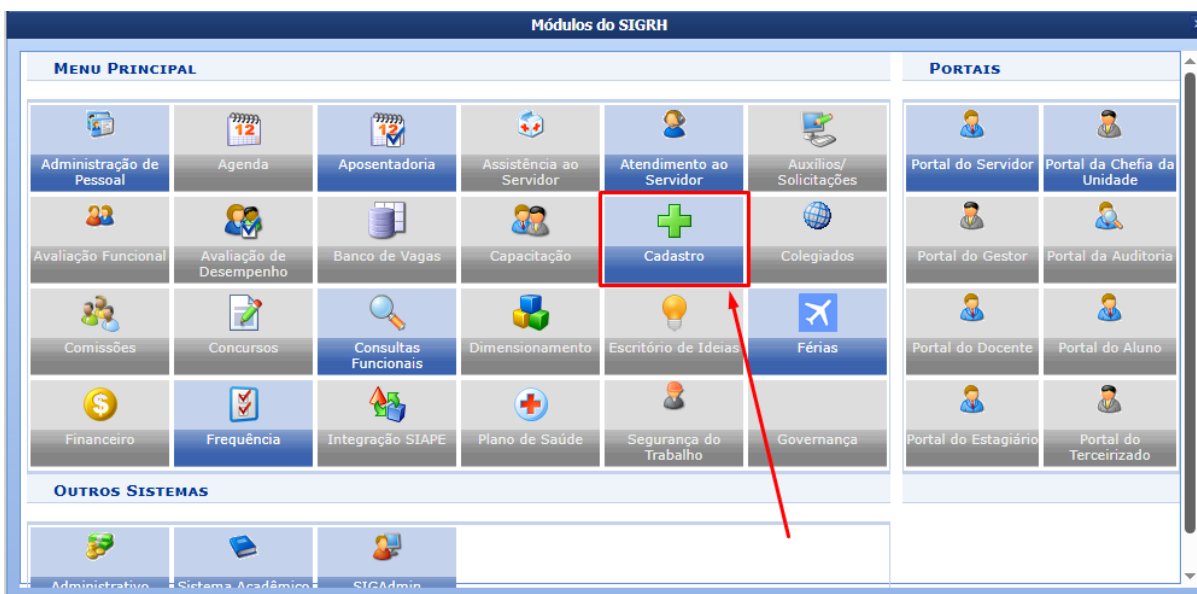 Módulos do SIGRH
MENU PRINCIPAL
PORTAIS
12
12
Administração de
Pessoal
Agenda
Aposentadoria
Assistência ao
Servidor
Atendimento ao
Servidor
Auxílios/
Solicitações
Portal do Servidor
Portal da Chefia da
Unidade
Avaliação Funcional
Avaliação de
Desempenho
Banco de Vagas
Capacitação
Cadastro
Colegiados
Portal do Gestor
Portal da Auditoria
Comissões
Concursos
Consultas
Funcionais
Dimensionamento
Escritório de Ideias
Férias
Portal do Docente
Portal do Aluno
$
Financeiro
Frequência
Integração SIAPE
Plano de Saúde
Segurança do
Trabalho
Governança
Portal do Estagiário
Portal do
Terceirizado
OUTROS SISTEMAS
Administrativo
Sistema Acadêmico
SIGAdmin